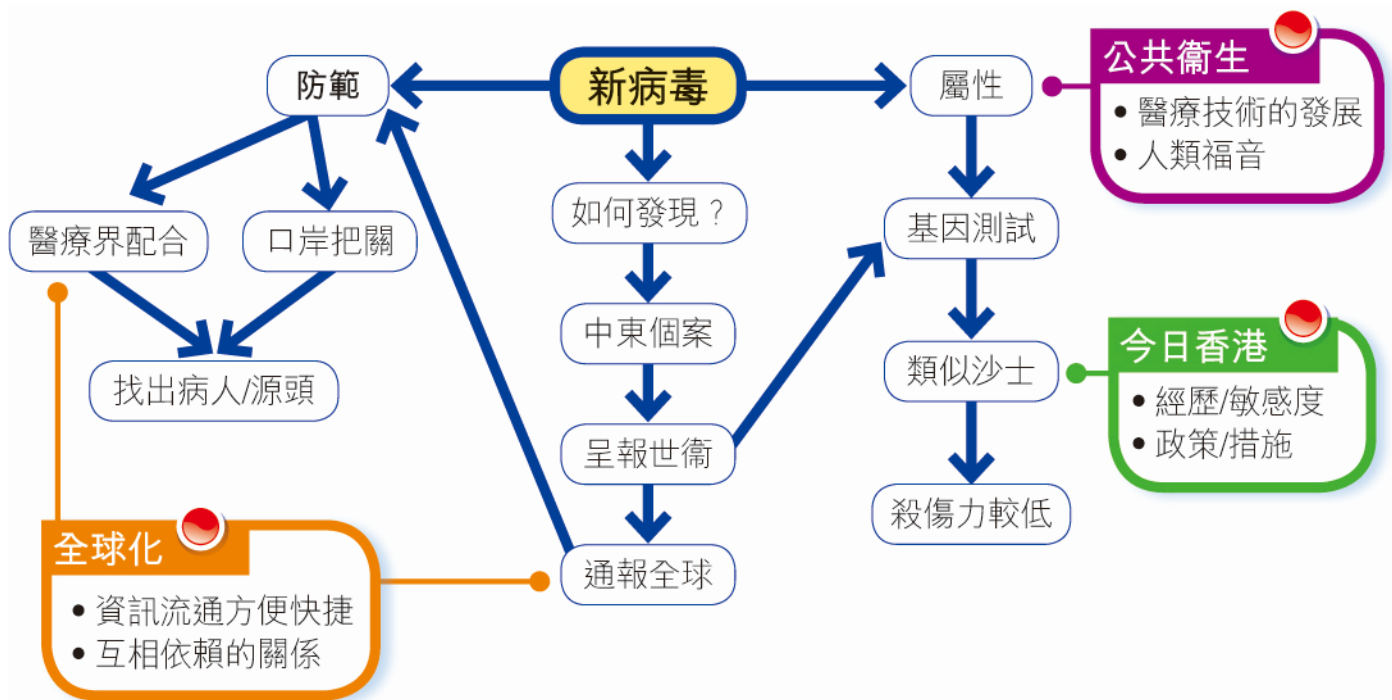 新病毒
防範
醫療界配合
口岸把關
找出病人/源頭
如何發現？
中東個案
呈報世衞
通報全球
屬性
基因測試
類似沙士
殺傷力較低
公共衞生
• 醫療技術的發展
• 人類福音
今日香港
• 經歷/敏感度
• 政策/措施
全球化
• 資訊流通方便快捷
• 互相依賴的關係